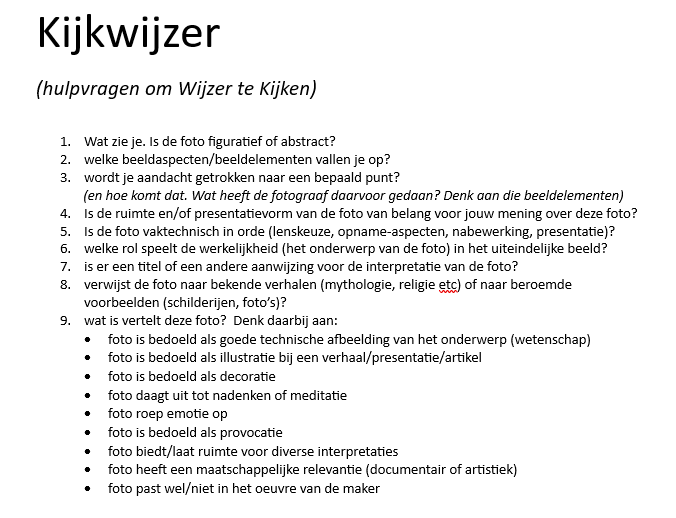 Kijkwijzer
(hulpvragen om Wijzer te Kijken)
1. Wat zie je. Is de foto figuratief of abstract?
2. welke beeldaspecten/beeldelementen vallen je op?
3. wordt je aandacht getrokken naar een bepaald punt?
(en hoe komt dat. Wat heeft de fotograaf daarvoor gedaan? Denk aan die beeldelementen)
4. Is de ruimte en/of presentatievorm van de foto van belang voor jouw mening over deze foto?
5. Is de foto vaktechnisch in orde (lenskeuze, opname-aspecten, nabewerking, presentatie)?
6. welke rol speelt de werkelijkheid (het onderwerp van de foto) in het uiteindelijke beeld?
7. is er een titel of een andere aanwijzing voor de interpretatie van de foto?
8. verwijst de foto naar bekende verhalen (mythologie, religie etc) of naar beroemde
voorbeelden (schilderijen, foto's)?
9. wat is vertelt deze foto? Denk daarbij aan:
• foto is bedoeld als goede technische afbeelding van het onderwerp (wetenschap)
• foto is bedoeld als illustratie bij een verhaal/presentatie/artikel
• foto is bedoeld als decoratie
• foto daagt uit tot nadenken of meditatie
• foto roep emotie op
• foto is bedoeld als provocatie
• foto biedt/laat ruimte voor diverse interpretaties
• foto heeft een maatschappelijke relevantie (documentair of artistiek)
• foto past wel/niet in het oeuvre van de maker